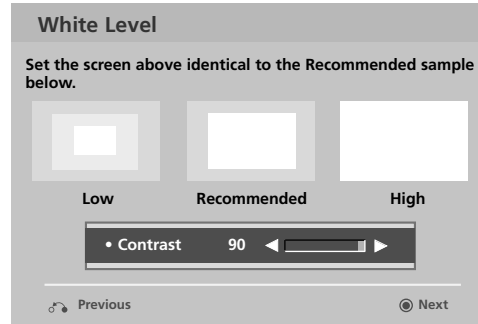 White Level
Set the screen above identical to the Recommended sample
below.
Low Recommended High
• Contrast 90 ◀ ▶
Previous Next